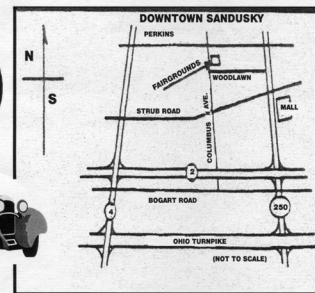 DOWNTOWN SANDUSKY
PERKINS
N
FAIRGROUNDS
WOODLAWN
S
STRUB ROAD
COLUMBUS AVE.
MALL
2
BOGART ROAD
4
250
OHIO TURNPIKE
(NOT TO SCALE)